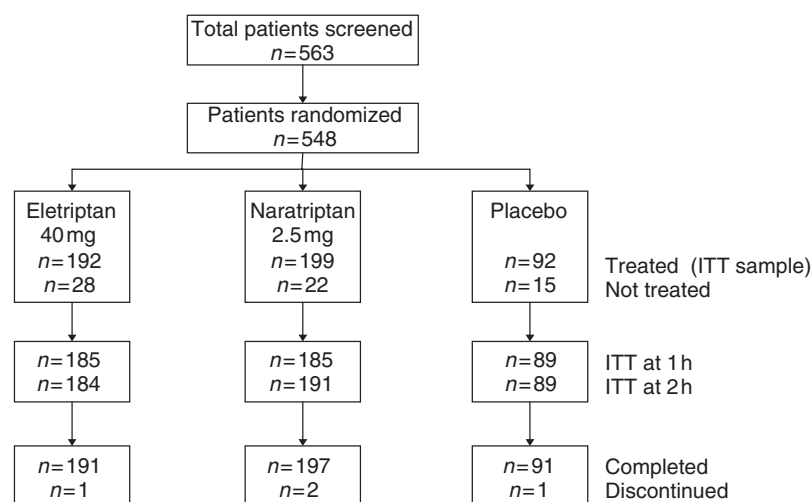 Total patients screened
n=563
Patients randomized
n=548
Eletriptan
40 mg
n=192
n=28
Naratriptan
2.5 mg
n=199
n=22
Placebo
n=92
n=15
Treated (ITT sample)
Not treated
n=185
n=184
n=185
n=191
n=89
n=89
ITT at 1 h
ITT at 2 h
n=191
n=1
n=197
n=2
n=91
n=1
Completed
Discontinued